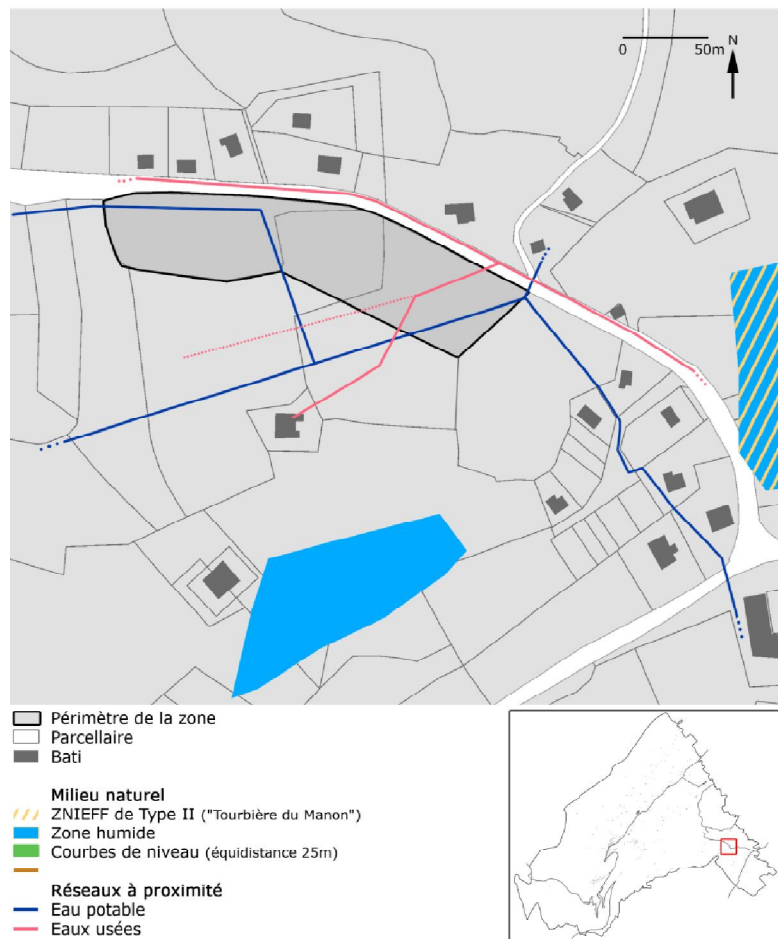 N
0 50m
Périmètre de la zone
Parcellaire
Bati
Milieu naturel
ZNIEFF de Type II ("Tourbière du Manon")
Zone humide
Courbes de niveau (équidistance 25m)
Réseaux à proximité
Eau potable
Eaux usées